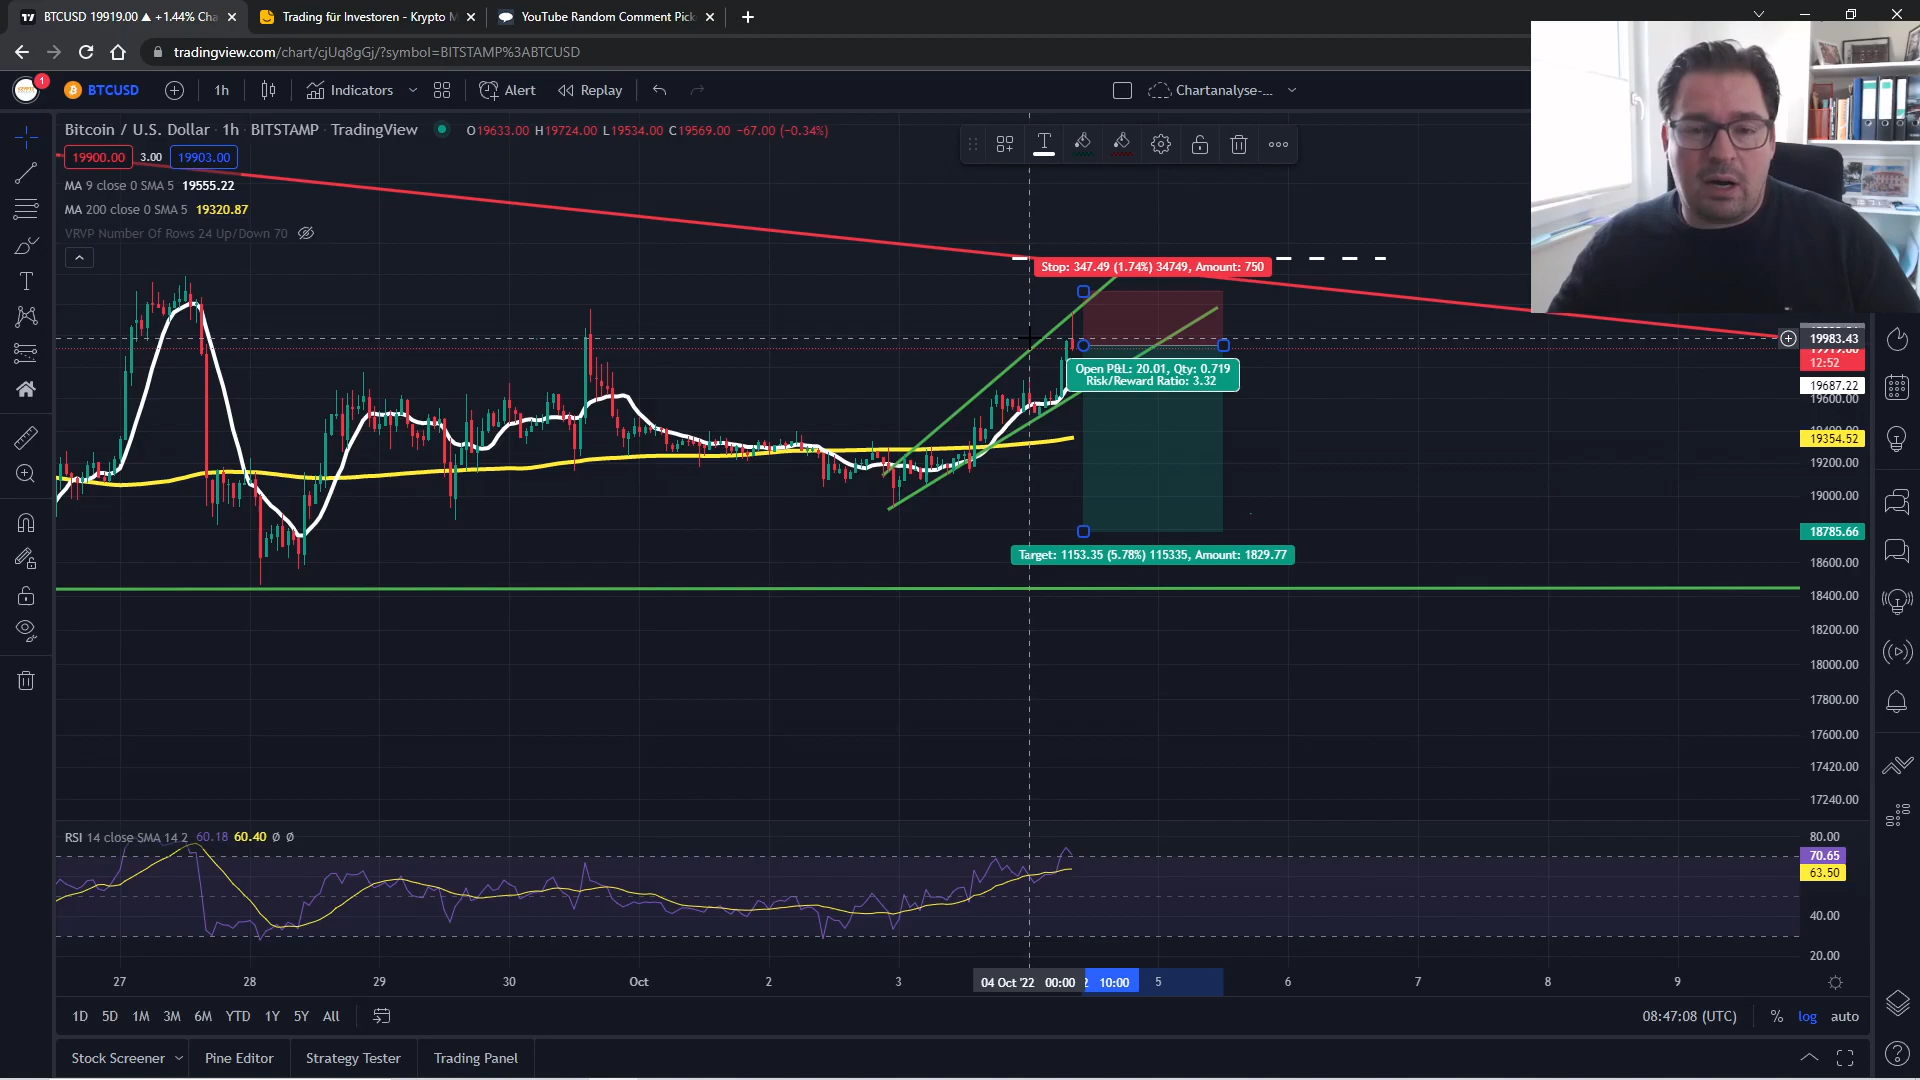 BTCUSD 19919.00 ▲ +1.44% Cha
Trading für Investoren - Krypto M
YouTube Random Comment Pick
tradingview.com/chart/cjUq8gGj/?symbol=BITSTAMP%3ABTCUSD
1
BTCUSD
1h
Indicators
Alert
Replay
Chartanalyse-...
Bitcoin / U.S. Dollar · 1h · BITSTAMP · TradingView
O19633.00 H19724.00 L19534.00 C19569.00 −67.00 (−0.34%)
19900.00 3.00 19903.00
MA 9 close 0 SMA 5 19555.22
MA 200 close 0 SMA 5 19320.87
VRVP Number Of Rows 24 Up/Down 70
Stop: 347.49 (1.74%) 34749, Amount: 750
Open P&L: 20.01, Qty: 0.719
Risk/Reward Ratio: 3.32
Target: 1153.35 (5.78%) 115335, Amount: 1829.77
19983.43
12:52
19687.22
19600.00
19354.52
19200.00
19000.00
18785.66
18600.00
18400.00
18200.00
18000.00
17800.00
17600.00
17420.00
17240.00
RSI 14 close SMA 14 2 60.18 60.40 ø ø
80.00
70.65
63.50
40.00
20.00
27 28 29 30 Oct 2 3 04 Oct '22 00:00 2 10:00 5 6 7 8 9
1D 5D 1M 3M 6M YTD 1Y 5Y All
08:47:08 (UTC) % log auto
Stock Screener Pine Editor Strategy Tester Trading Panel